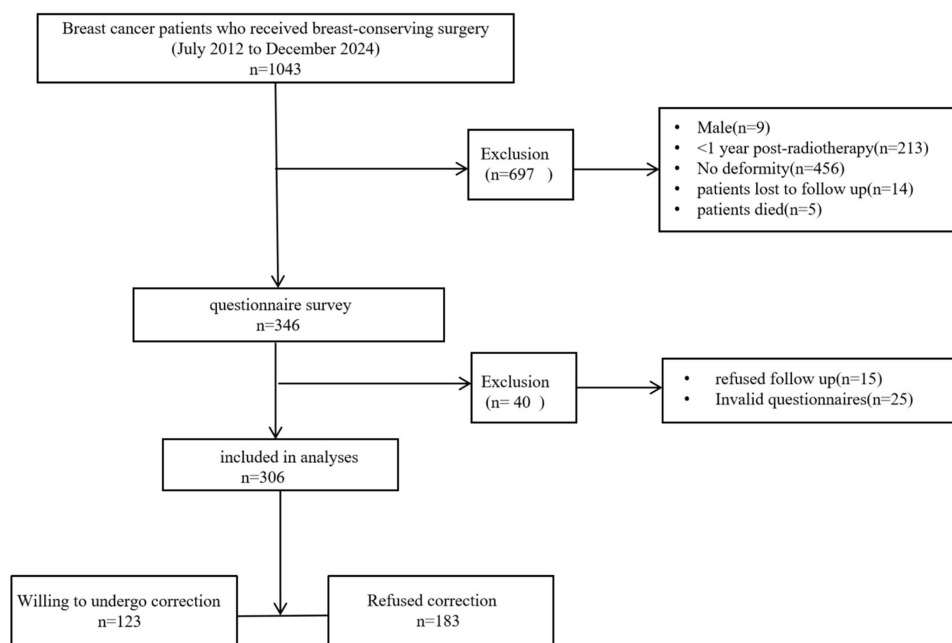 Breast cancer patients who received breast-conserving surgery
(July 2012 to December 2024)
n=1043
Exclusion
(n=697 )
• Male(n=9)
• <1 year post-radiotherapy(n=213)
• No deformity(n=456)
• patients lost to follow up(n=14)
• patients died(n=5)
questionnaire survey
n=346
Exclusion
(n= 40 )
• refused follow up(n=15)
• Invalid questionnaires(n=25)
included in analyses
n=306
Willing to undergo correction
n=123
Refused correction
n=183